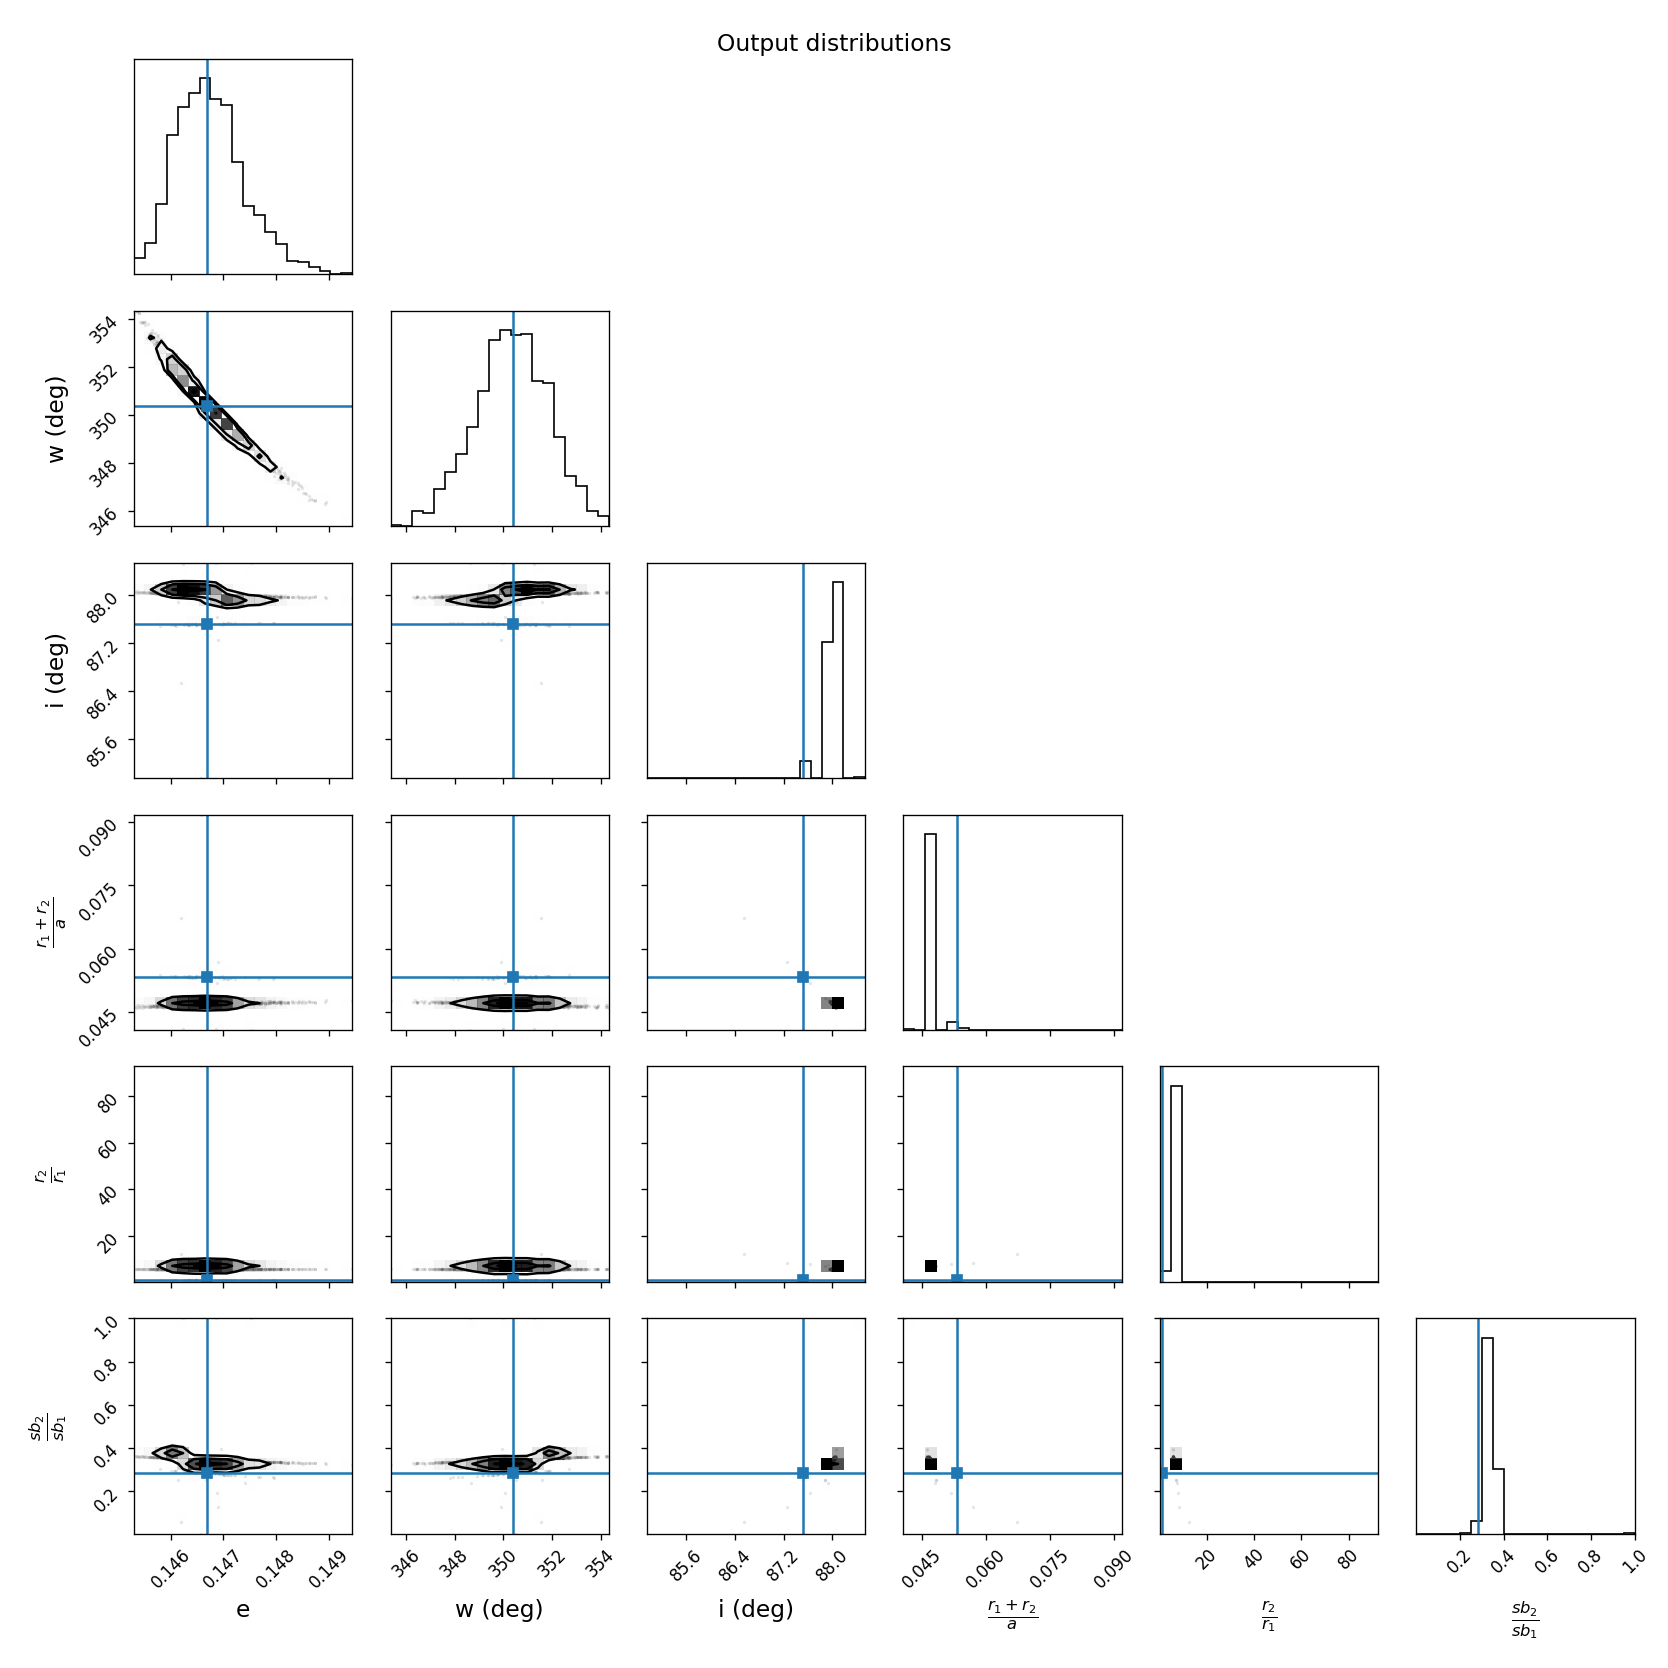 Output distributions
354
352
350
348
346
w (deg)
88.0
87.2
86.4
85.6
i (deg)
0.090
0.075
0.060
0.045
r₁ + r₂
a
80
60
40
20
r₂
r₁
1.0
0.8
0.6
0.4
0.2
sb₂
sb₁
0.146 0.147 0.148 0.149
346 348 350 352 354
85.6 86.4 87.2 88.0
0.045 0.060 0.075 0.090
20 40 60 80
0.2 0.4 0.6 0.8 1.0
e
w (deg)
i (deg)
r₁ + r₂
a
r₂
r₁
sb₂
sb₁